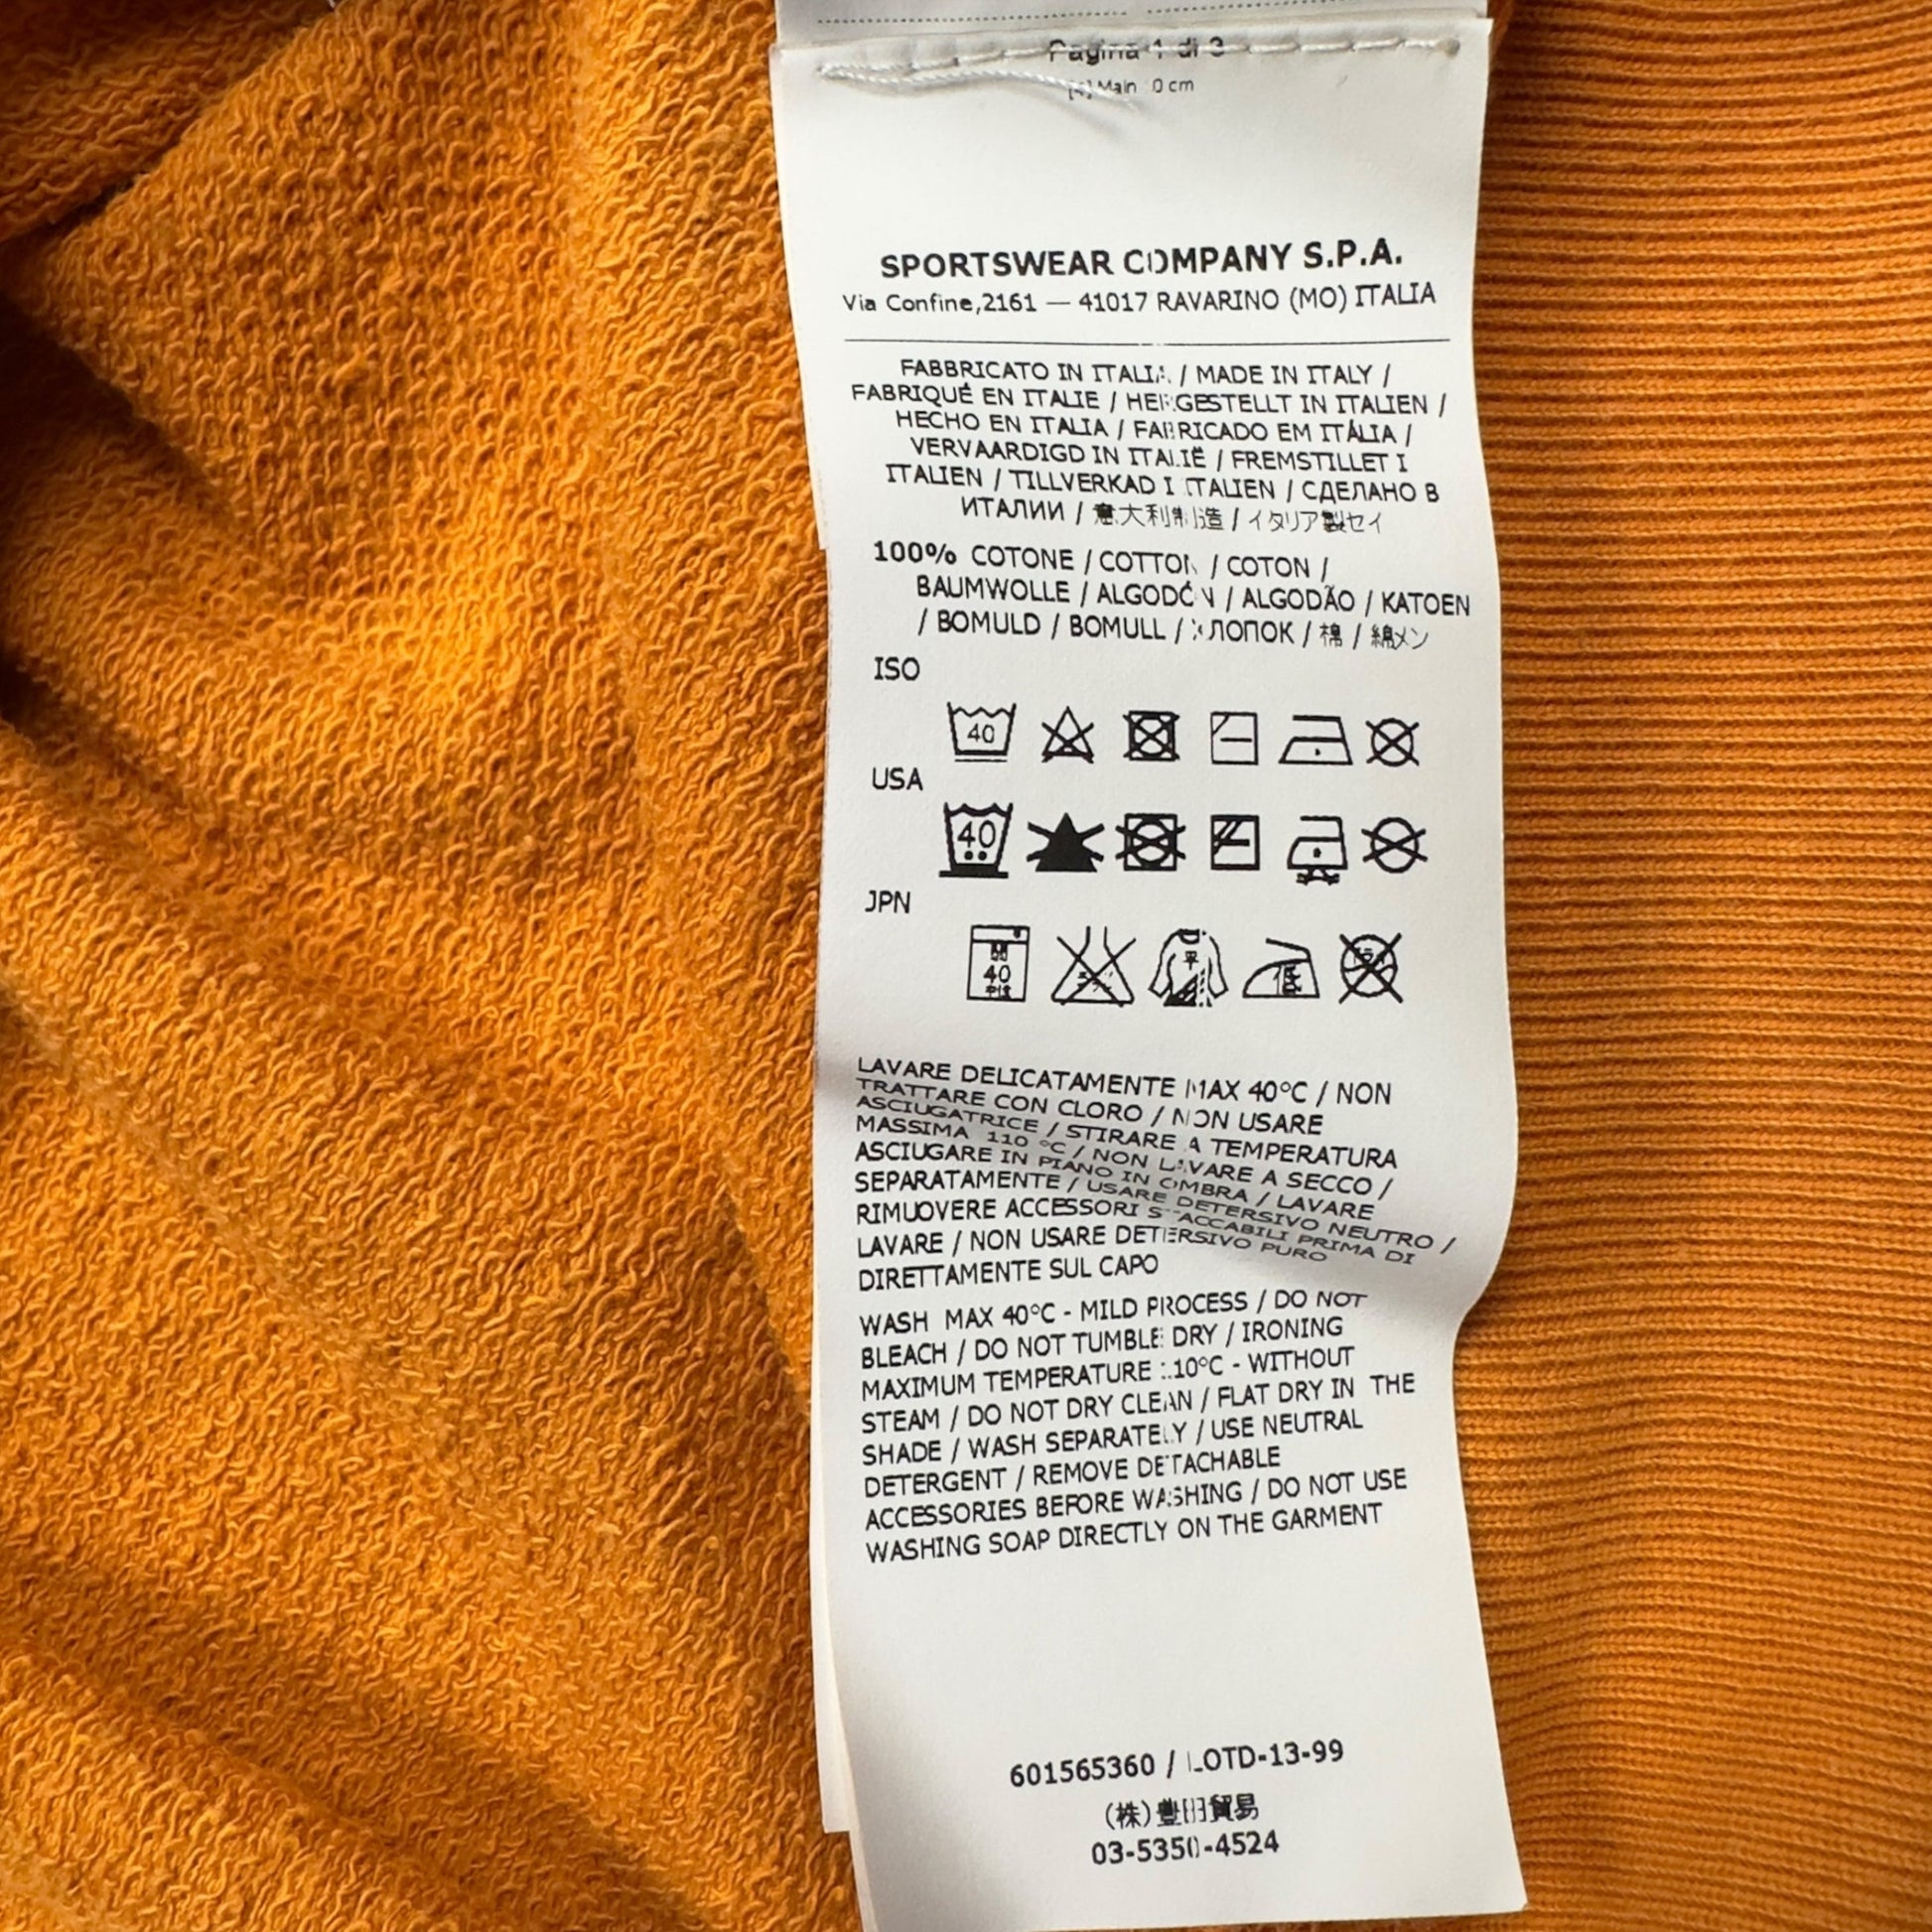 Pagina 1 di 3
Main 0 cm
SPORTSWEAR COMPANY S.P.A.
Via Confine,2161 — 41017 RAVARINO (MO) ITALIA
FABBRICATO IN ITALIA / MADE IN ITALY /
FABRIQUÉ EN ITALIE / HERGESTELLT IN ITALIEN /
HECHO EN ITALIA / FABRICADO EM ITÁLIA /
VERVAARDIGD IN ITALIË / FREMSTILLET I
ITALIEN / TILLVERKAD I ITALIEN / СДЕЛАНО В
ИТАЛИИ / 意大利制造 / イタリア製セイ
100% COTONE / COTTON / COTON /
BAUMWOLLE / ALGODÓN / ALGODÃO / KATOEN
/ BOMULD / BOMULL / ХЛОПОК / 棉 / 綿メン
ISO
40
USA
40
JPN
40
中性
平
LAVARE DELICATAMENTE MAX 40°C / NON
TRATTARE CON CLORO / NON USARE
ASCIUGATRICE / STIRARE A TEMPERATURA
MASSIMA 110 °C / NON LAVARE A SECCO /
ASCIUGARE IN PIANO IN OMBRA / LAVARE
SEPARATAMENTE / USARE DETERSIVO NEUTRO /
RIMUOVERE ACCESSORI STACCABILI PRIMA DI
LAVARE / NON USARE DETERSIVO PURO
DIRETTAMENTE SUL CAPO
WASH MAX 40°C - MILD PROCESS / DO NOT
BLEACH / DO NOT TUMBLE DRY / IRONING
MAXIMUM TEMPERATURE 110°C - WITHOUT
STEAM / DO NOT DRY CLEAN / FLAT DRY IN THE
SHADE / WASH SEPARATELY / USE NEUTRAL
DETERGENT / REMOVE DETACHABLE
ACCESSORIES BEFORE WASHING / DO NOT USE
WASHING SOAP DIRECTLY ON THE GARMENT
601565360 / LOTD-13-99
(株)豊田貿易
03-5350-4524